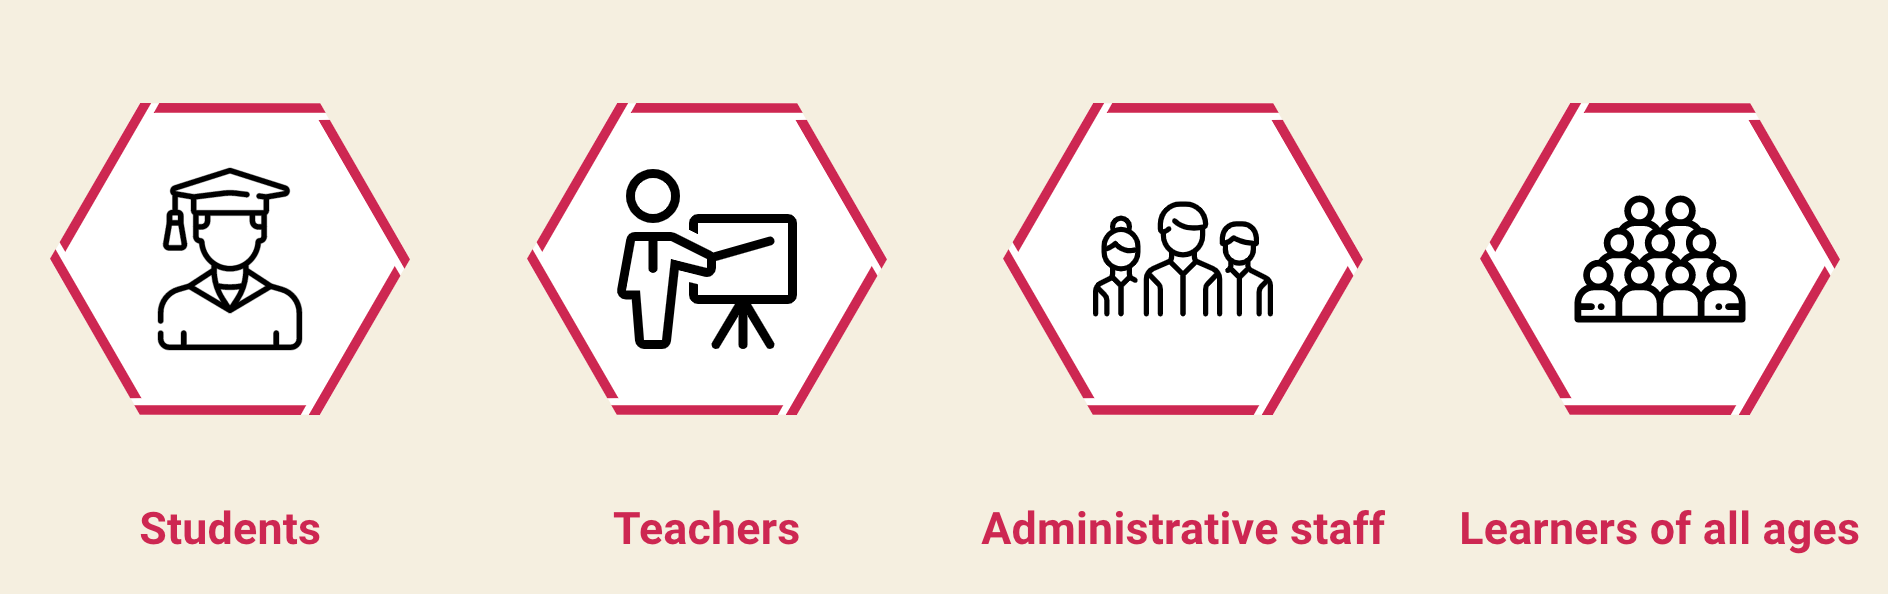 Students
Teachers
Administrative staff
Learners of all ages